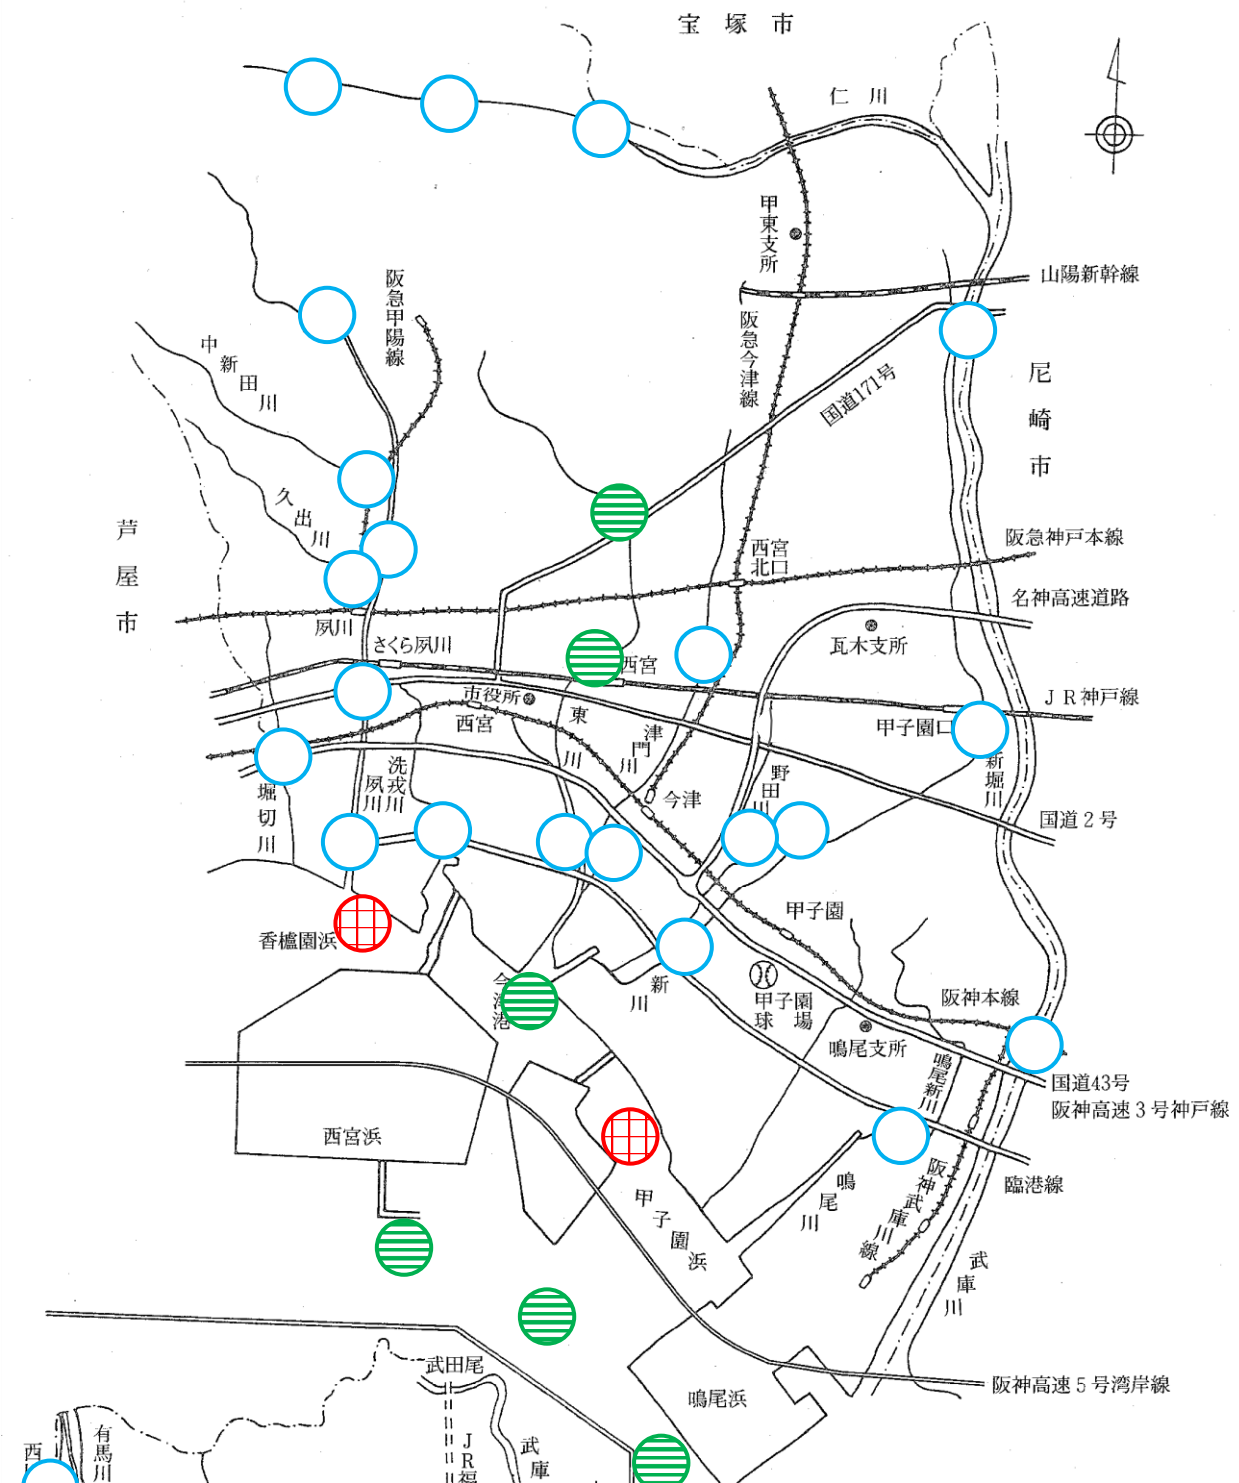 宝塚市
仁川
甲東支所
山陽新幹線
阪急甲陽線
阪急今津線
中新田川
国道171号
尼崎市
久出川
芦屋市
阪急神戸本線
西宮
北口
名神高速道路
夙川
さくら夙川
瓦木支所
西宮
JR神戸線
市役所
西宮
東川
津門川
甲子園口
新堀川
洗戎川
夙川
堀切川
野田川
今津
国道2号
甲子園
香櫨園浜
今津港
新川
甲子園
球場
阪神本線
鳴尾支所
鳴尾新川
国道43号
阪神高速3号神戸線
西宮浜
阪神武庫川線
臨港線
鳴尾川
甲子園浜
武庫川
武田尾
阪神高速5号湾岸線
鳴尾浜
有馬川
西
JR福
武庫